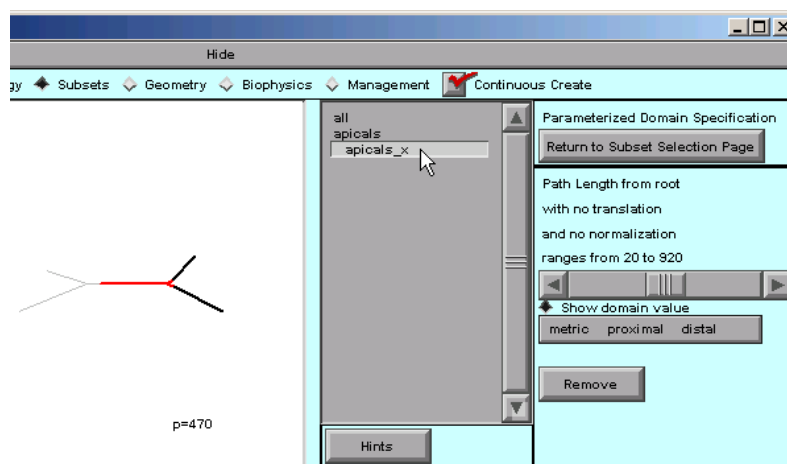 Hide
gy Subsets Geometry Biophysics Management Continuous Create
all
apicals
apicals_x
p=470
Hints
Parameterized Domain Specification
Return to Subset Selection Page
Path Length from root
with no translation
and no normalization
ranges from 20 to 920
Show domain value
metric proximal distal
Remove